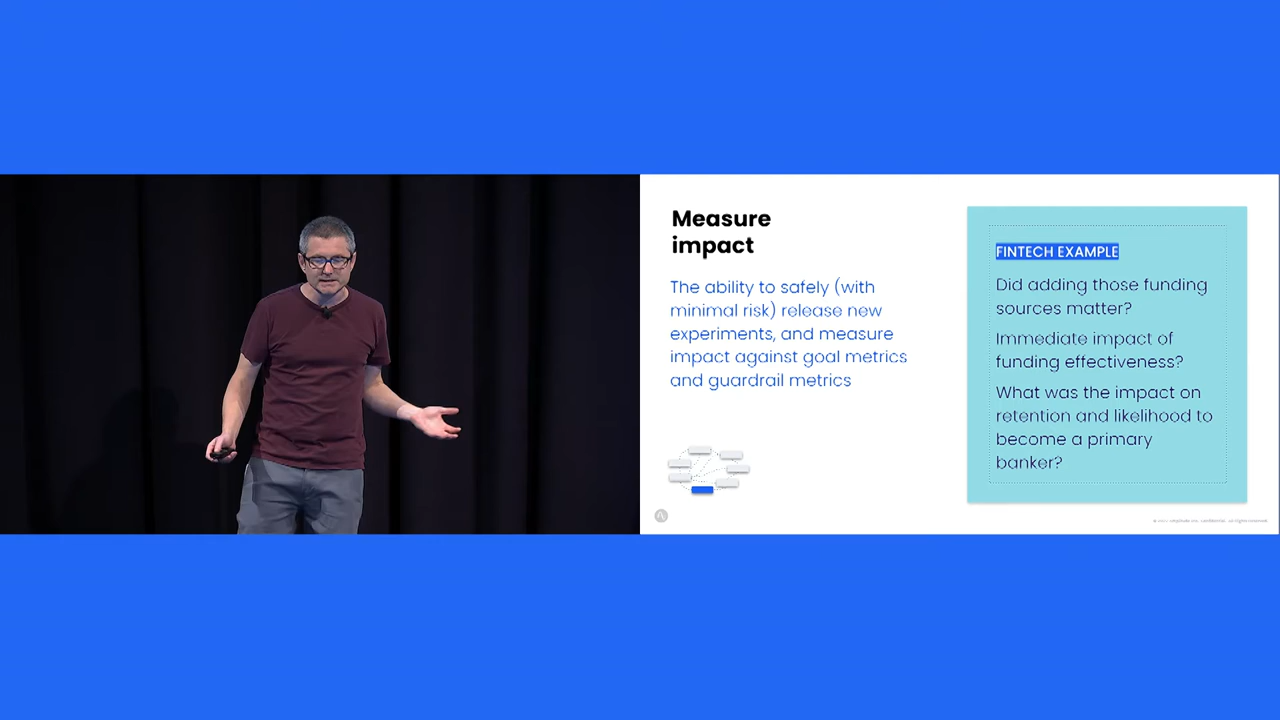 Measure
impact
The ability to safely (with
minimal risk) release new
experiments, and measure
impact against goal metrics
and guardrail metrics
FINTECH EXAMPLE
Did adding those funding
sources matter?
Immediate impact of
funding effectiveness?
What was the impact on
retention and likelihood to
become a primary
banker?